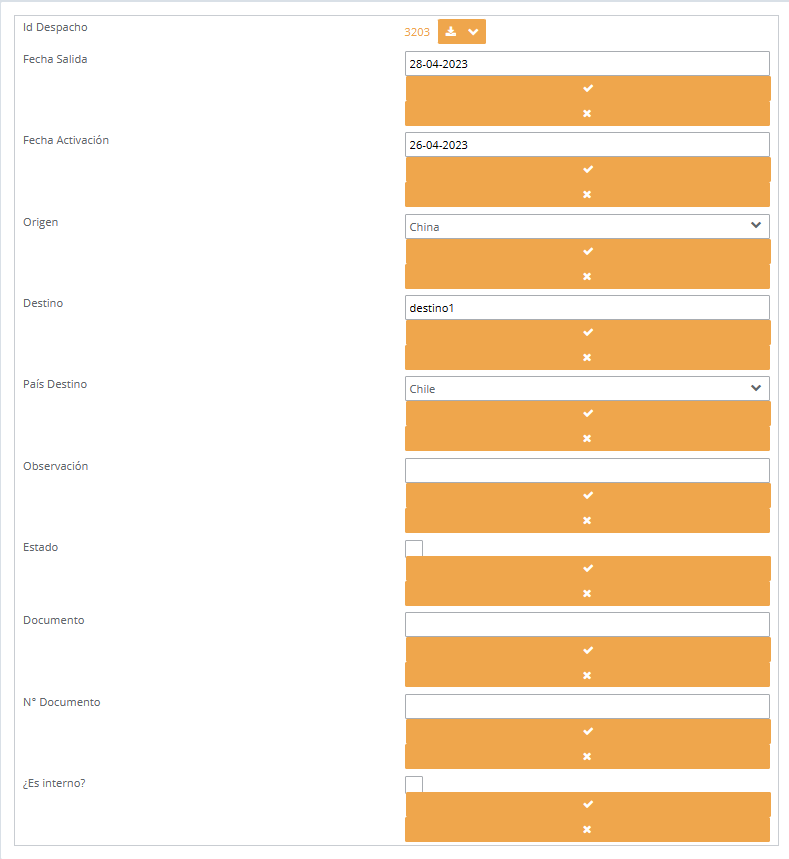 Id Despacho
3203
Fecha Salida
28-04-2023
Fecha Activación
26-04-2023
Origen
China
Destino
destino1
País Destino
Chile
Observación
Estado
Documento
N° Documento
¿Es interno?